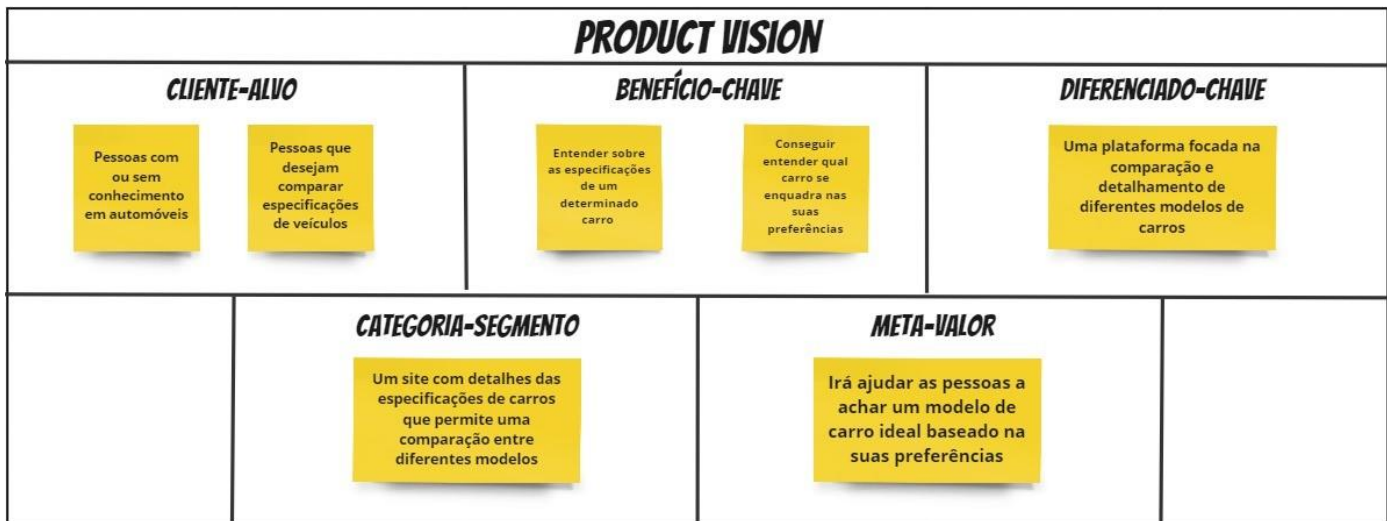 PRODUCT VISION
CLIENTE-ALVO
Pessoas com
ou sem
conhecimento
em automóveis
Pessoas que
desejam
comparar
especificações
de veículos
BENEFÍCIO-CHAVE
Entender sobre
as especificações
de um
determinado
carro
Conseguir
entender qual
carro se
enquadra nas
suas
preferências
DIFERENCIADO-CHAVE
Uma plataforma focada na
comparação e
detalhamento de
diferentes modelos de
carros
CATEGORIA-SEGMENTO
Um site com detalhes das
especificações de carros
que permite uma
comparação entre
diferentes modelos
META-VALOR
Irá ajudar as pessoas a
achar um modelo de
carro ideal baseado na
suas preferências